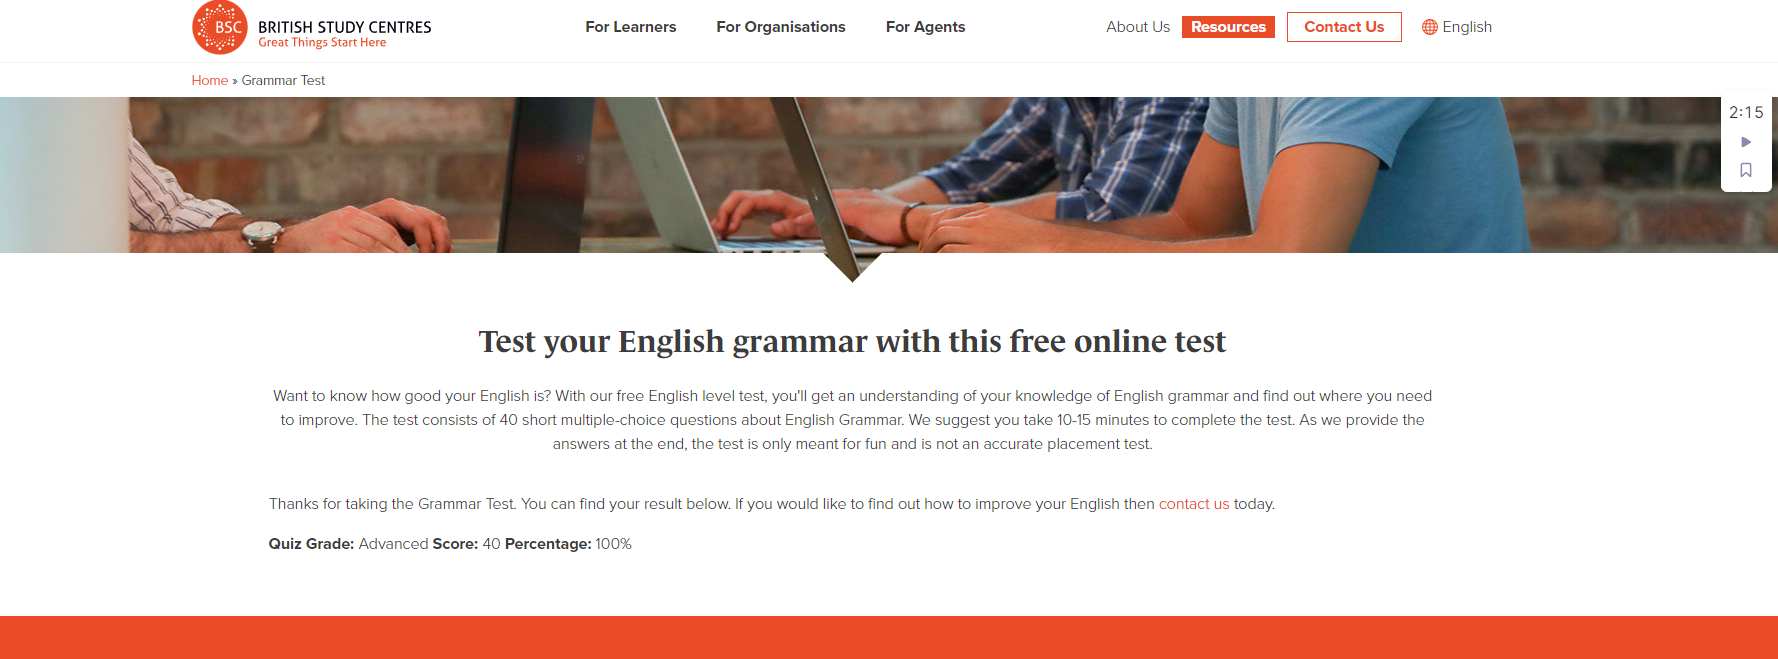 BSC
BRITISH STUDY CENTRES
Great Things Start Here
For Learners
For Organisations
For Agents
About Us
Resources
Contact Us
English
Home » Grammar Test
2:15
Test your English grammar with this free online test
Want to know how good your English is? With our free English level test, you'll get an understanding of your knowledge of English grammar and find out where you need
to improve. The test consists of 40 short multiple-choice questions about English Grammar. We suggest you take 10-15 minutes to complete the test. As we provide the
answers at the end, the test is only meant for fun and is not an accurate placement test.
Thanks for taking the Grammar Test. You can find your result below. If you would like to find out how to improve your English then contact us today.
Quiz Grade: Advanced Score: 40 Percentage: 100%